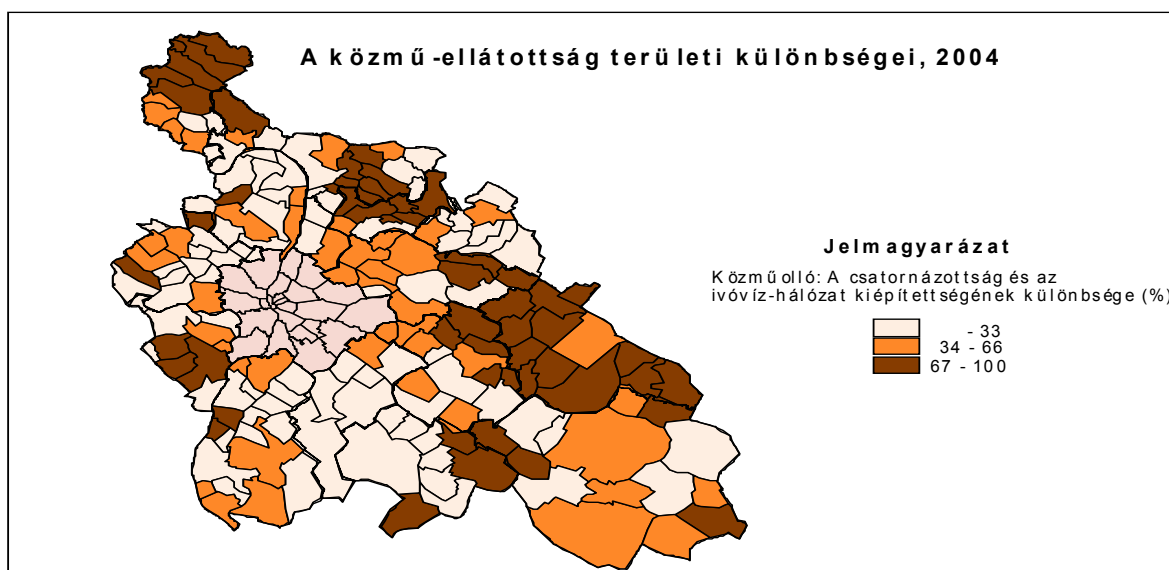 A közmű-ellátottság területi különbségei, 2004
Jelmagyarázat
Közműolló: A csatornázottság és az
ivóvíz-hálózat kiépítettségének különbsége (%)
- 33
34 - 66
67 - 100